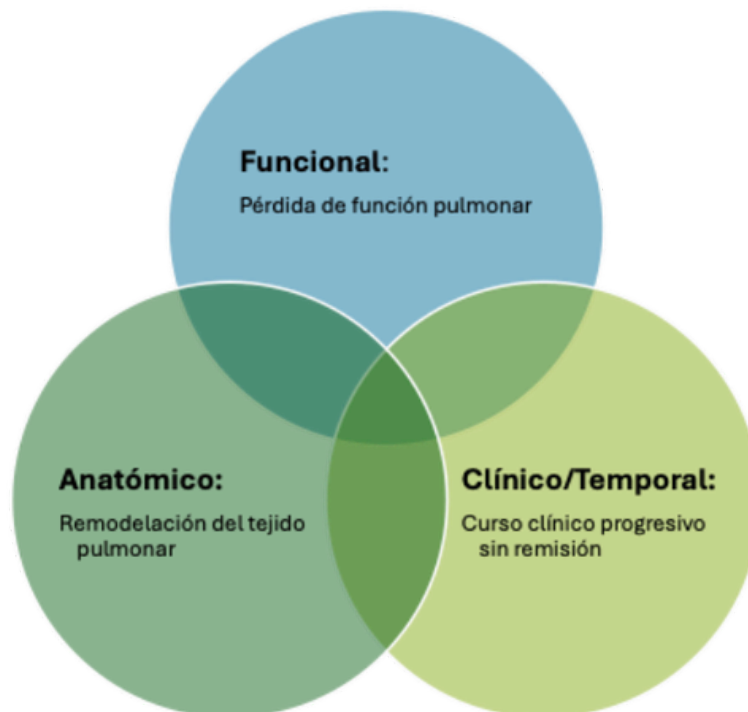 Funcional:
Pérdida de función pulmonar
Anatómico:
Remodelación del tejido
pulmonar
Clínico/Temporal:
Curso clínico progresivo
sin remisión